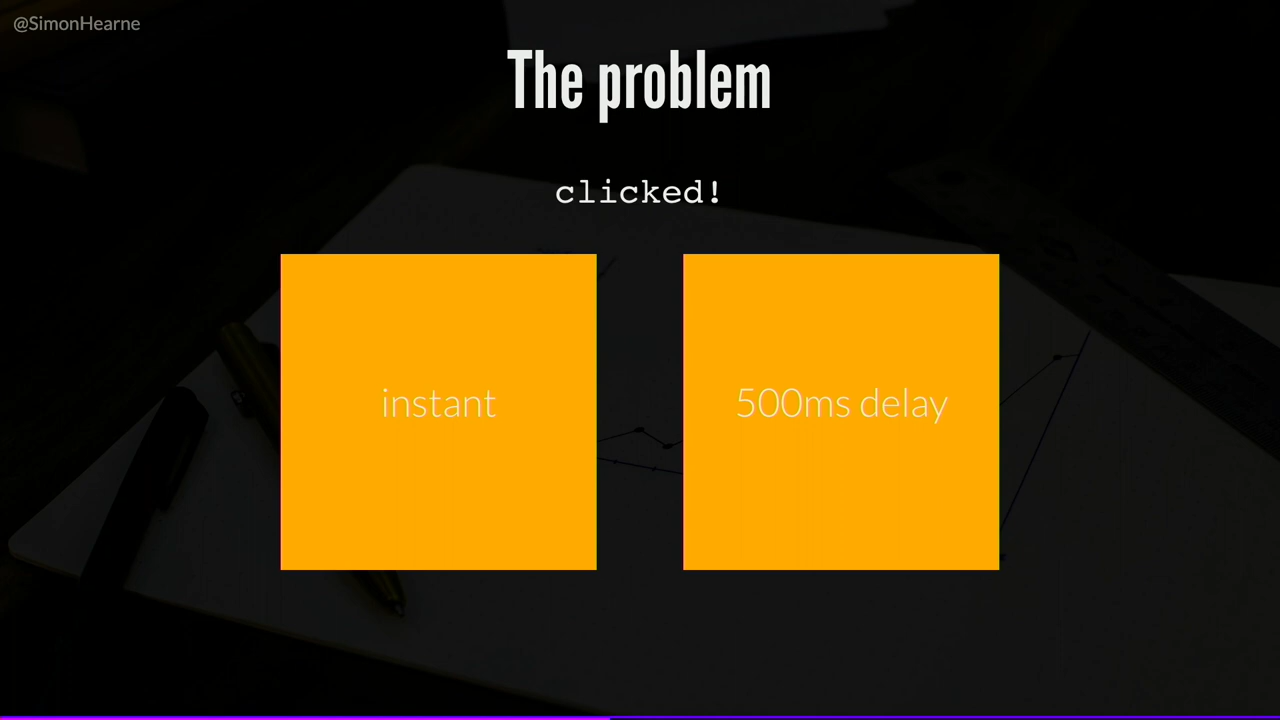 @SimonHearne
The problem
clicked!
instant
500ms delay